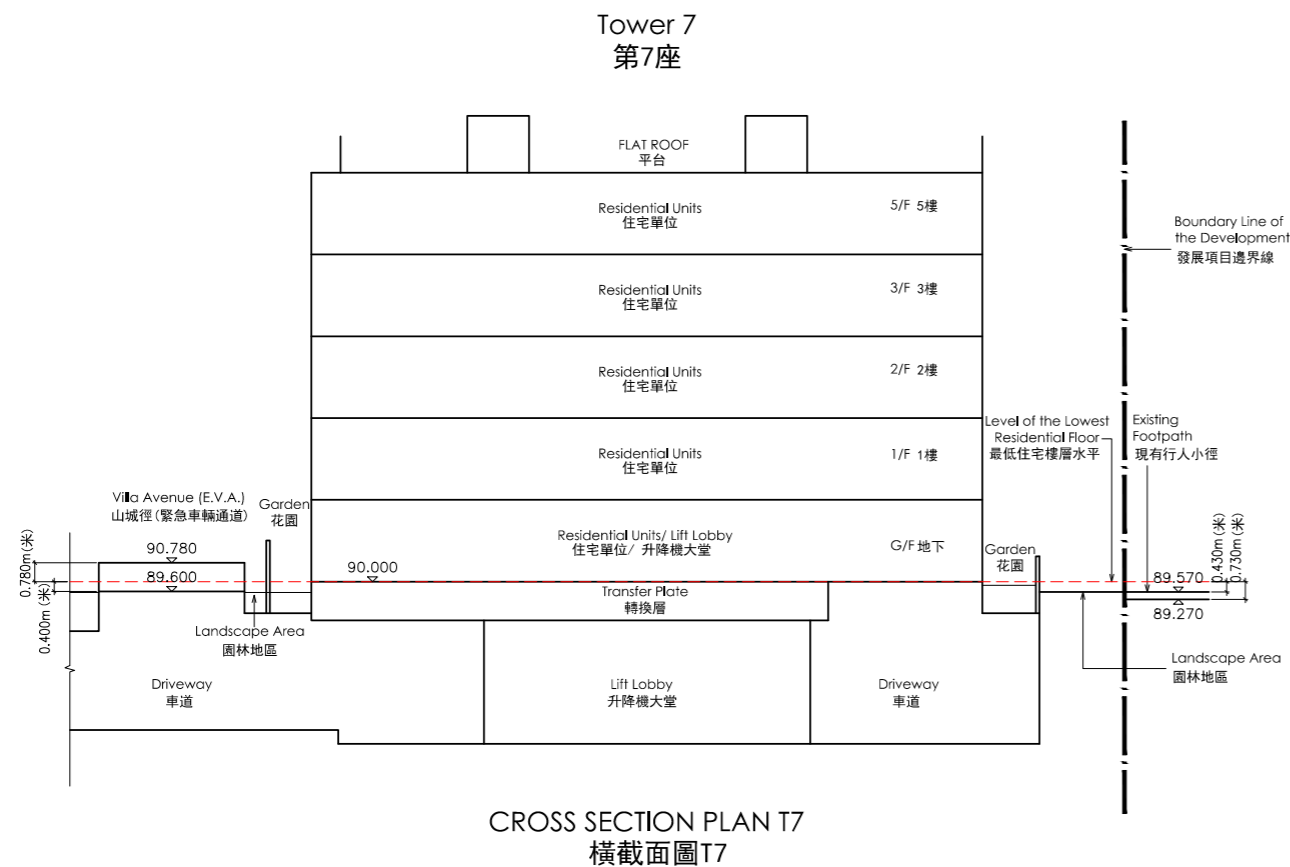 Tower 7
第7座
FLAT ROOF
平台
Residential Units
住宅單位
5/F 5樓
Boundary Line of
the Development
發展項目邊界線
Residential Units
住宅單位
3/F 3樓
Residential Units
住宅單位
2/F 2樓
Residential Units
住宅單位
1/F 1樓
Level of the Lowest
Residential Floor
最低住宅樓層水平
Existing
Footpath
現有行人小徑
Villa Avenue (E.V.A.)
山城徑(緊急車輛通道)
Garden
花園
Residential Units/ Lift Lobby
住宅單位/ 升降機大堂
G/F 地下
Garden
花園
0.780m (米)
0.400m (米)
90.780
89.600
90.000
89.570
89.270
0.430m (米)
0.730m (米)
Transfer Plate
轉換層
Landscape Area
園林地區
Landscape Area
園林地區
Driveway
車道
Lift Lobby
升降機大堂
Driveway
車道
CROSS SECTION PLAN T7
橫截面圖T7